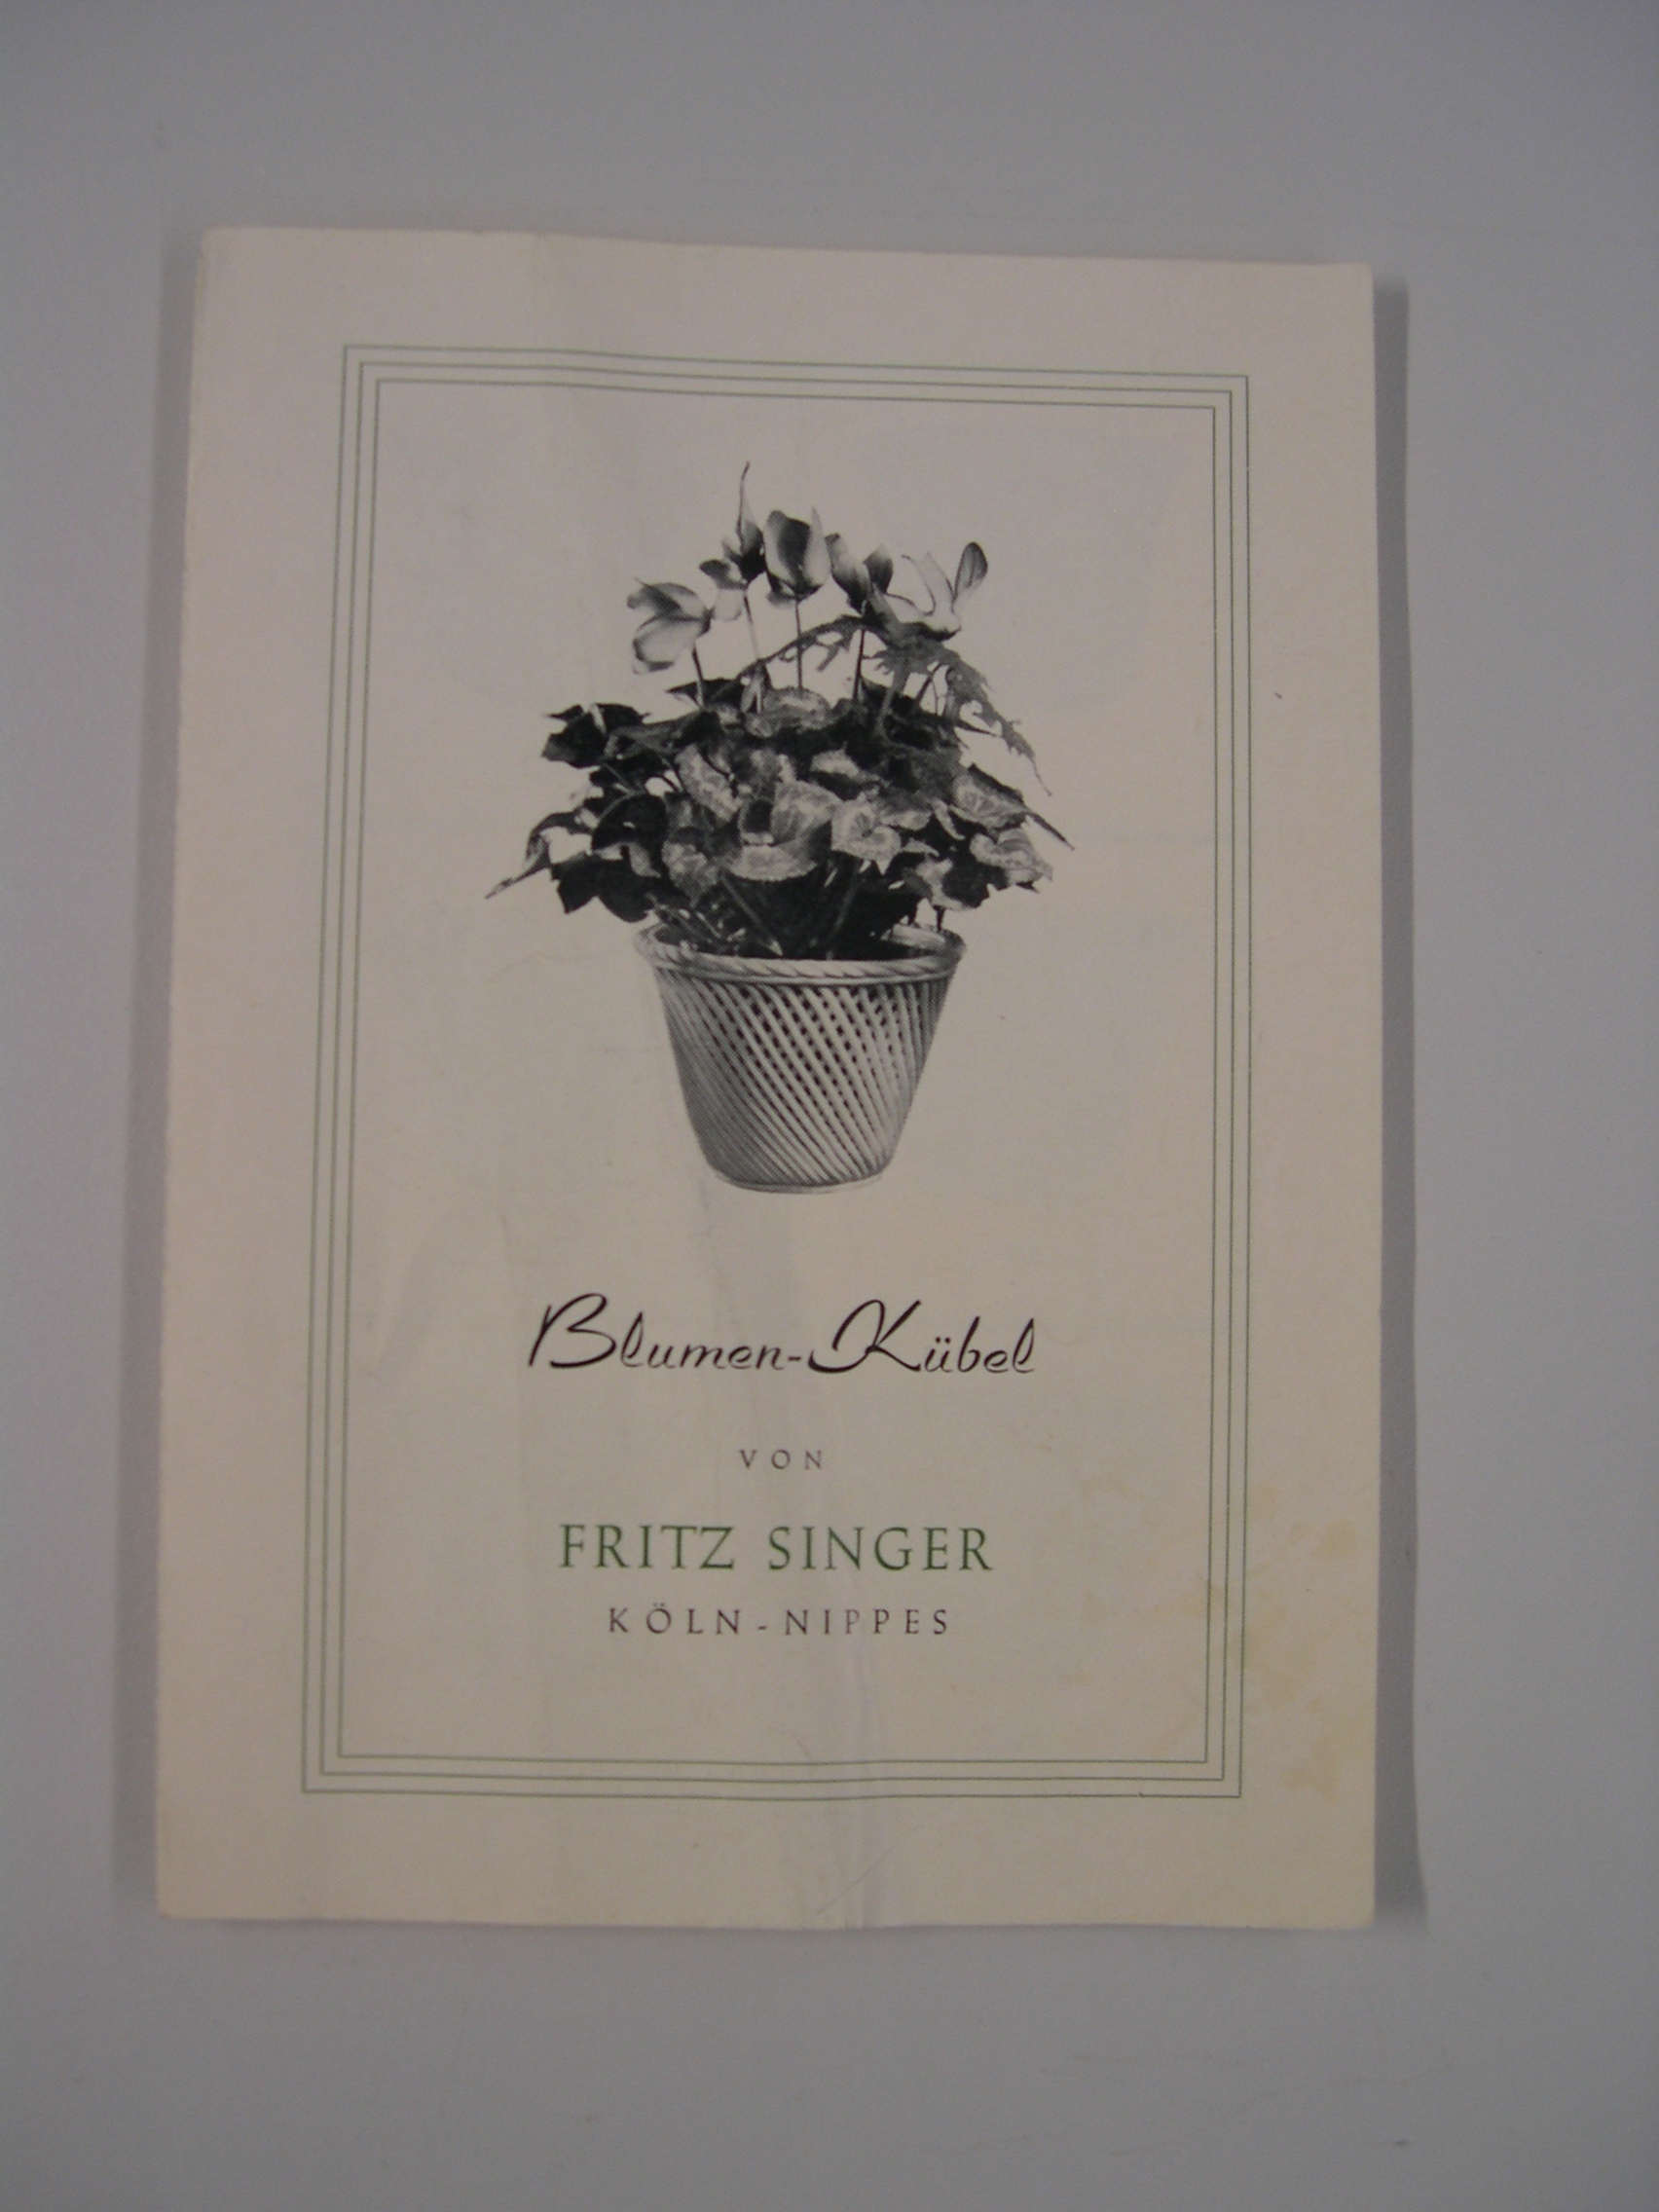 Blumen-Kübel
VON
FRITZ SINGER
KÖLN-NIPPES